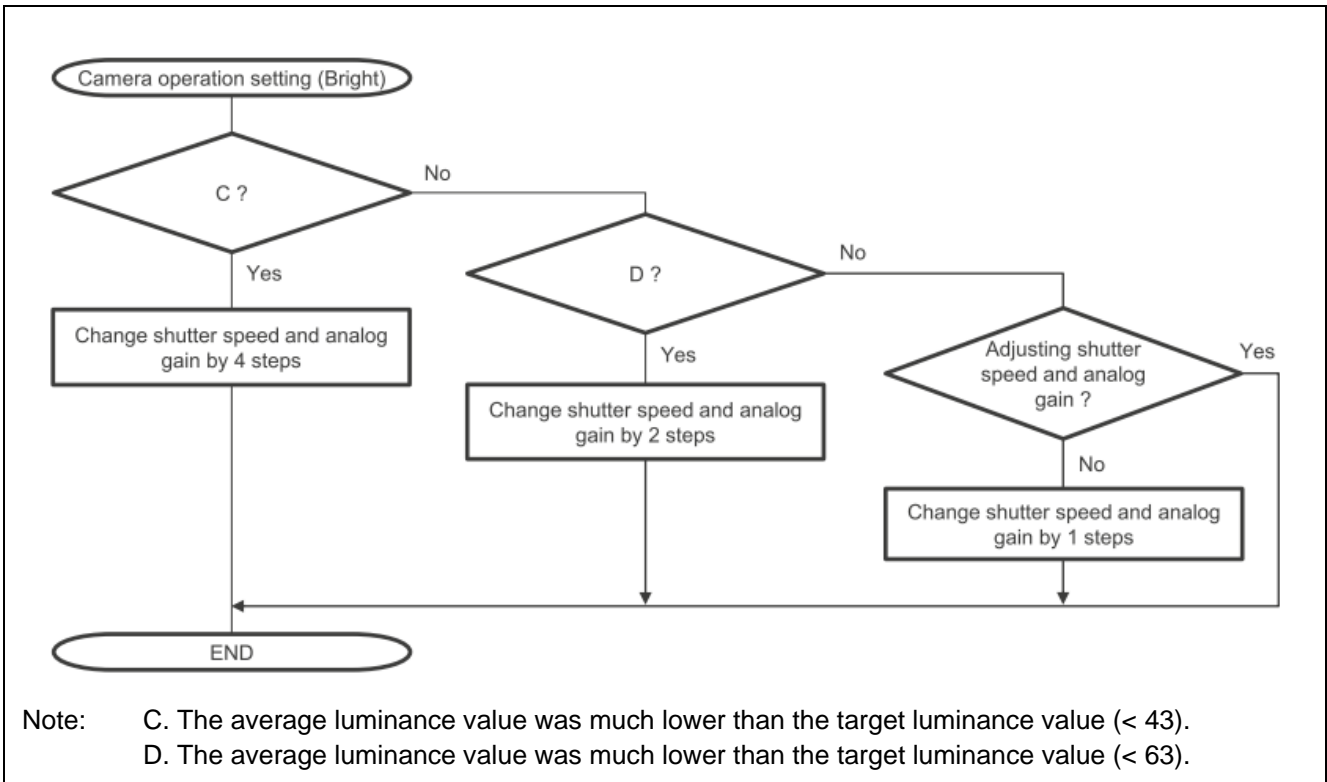 Camera operation setting (Bright)
C ?
No
Yes
Change shutter speed and analog
gain by 4 steps
D ?
No
Yes
Change shutter speed and analog
gain by 2 steps
Adjusting shutter
speed and analog
gain ?
Yes
No
Change shutter speed and analog
gain by 1 steps
END
Note: C. The average luminance value was much lower than the target luminance value (< 43).
D. The average luminance value was much lower than the target luminance value (< 63).